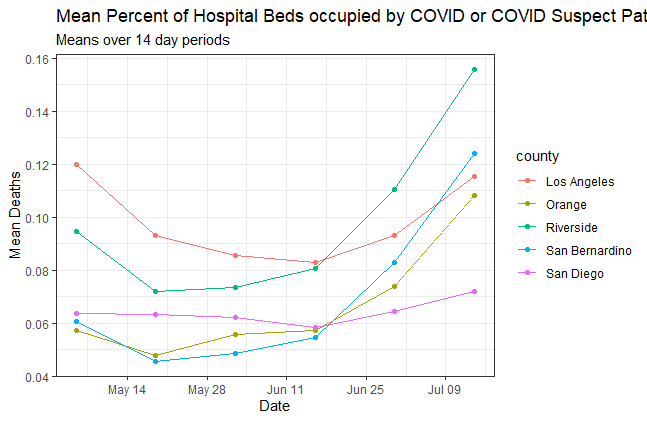 Mean Percent of Hospital Beds occupied by COVID or COVID Suspect Pat
Means over 14 day periods
0.16
0.14
0.12
0.10
0.08
0.06
0.04
Mean Deaths
May 14
May 28
Jun 11
Jun 25
Jul 09
Date
county
Los Angeles
Orange
Riverside
San Bernardino
San Diego